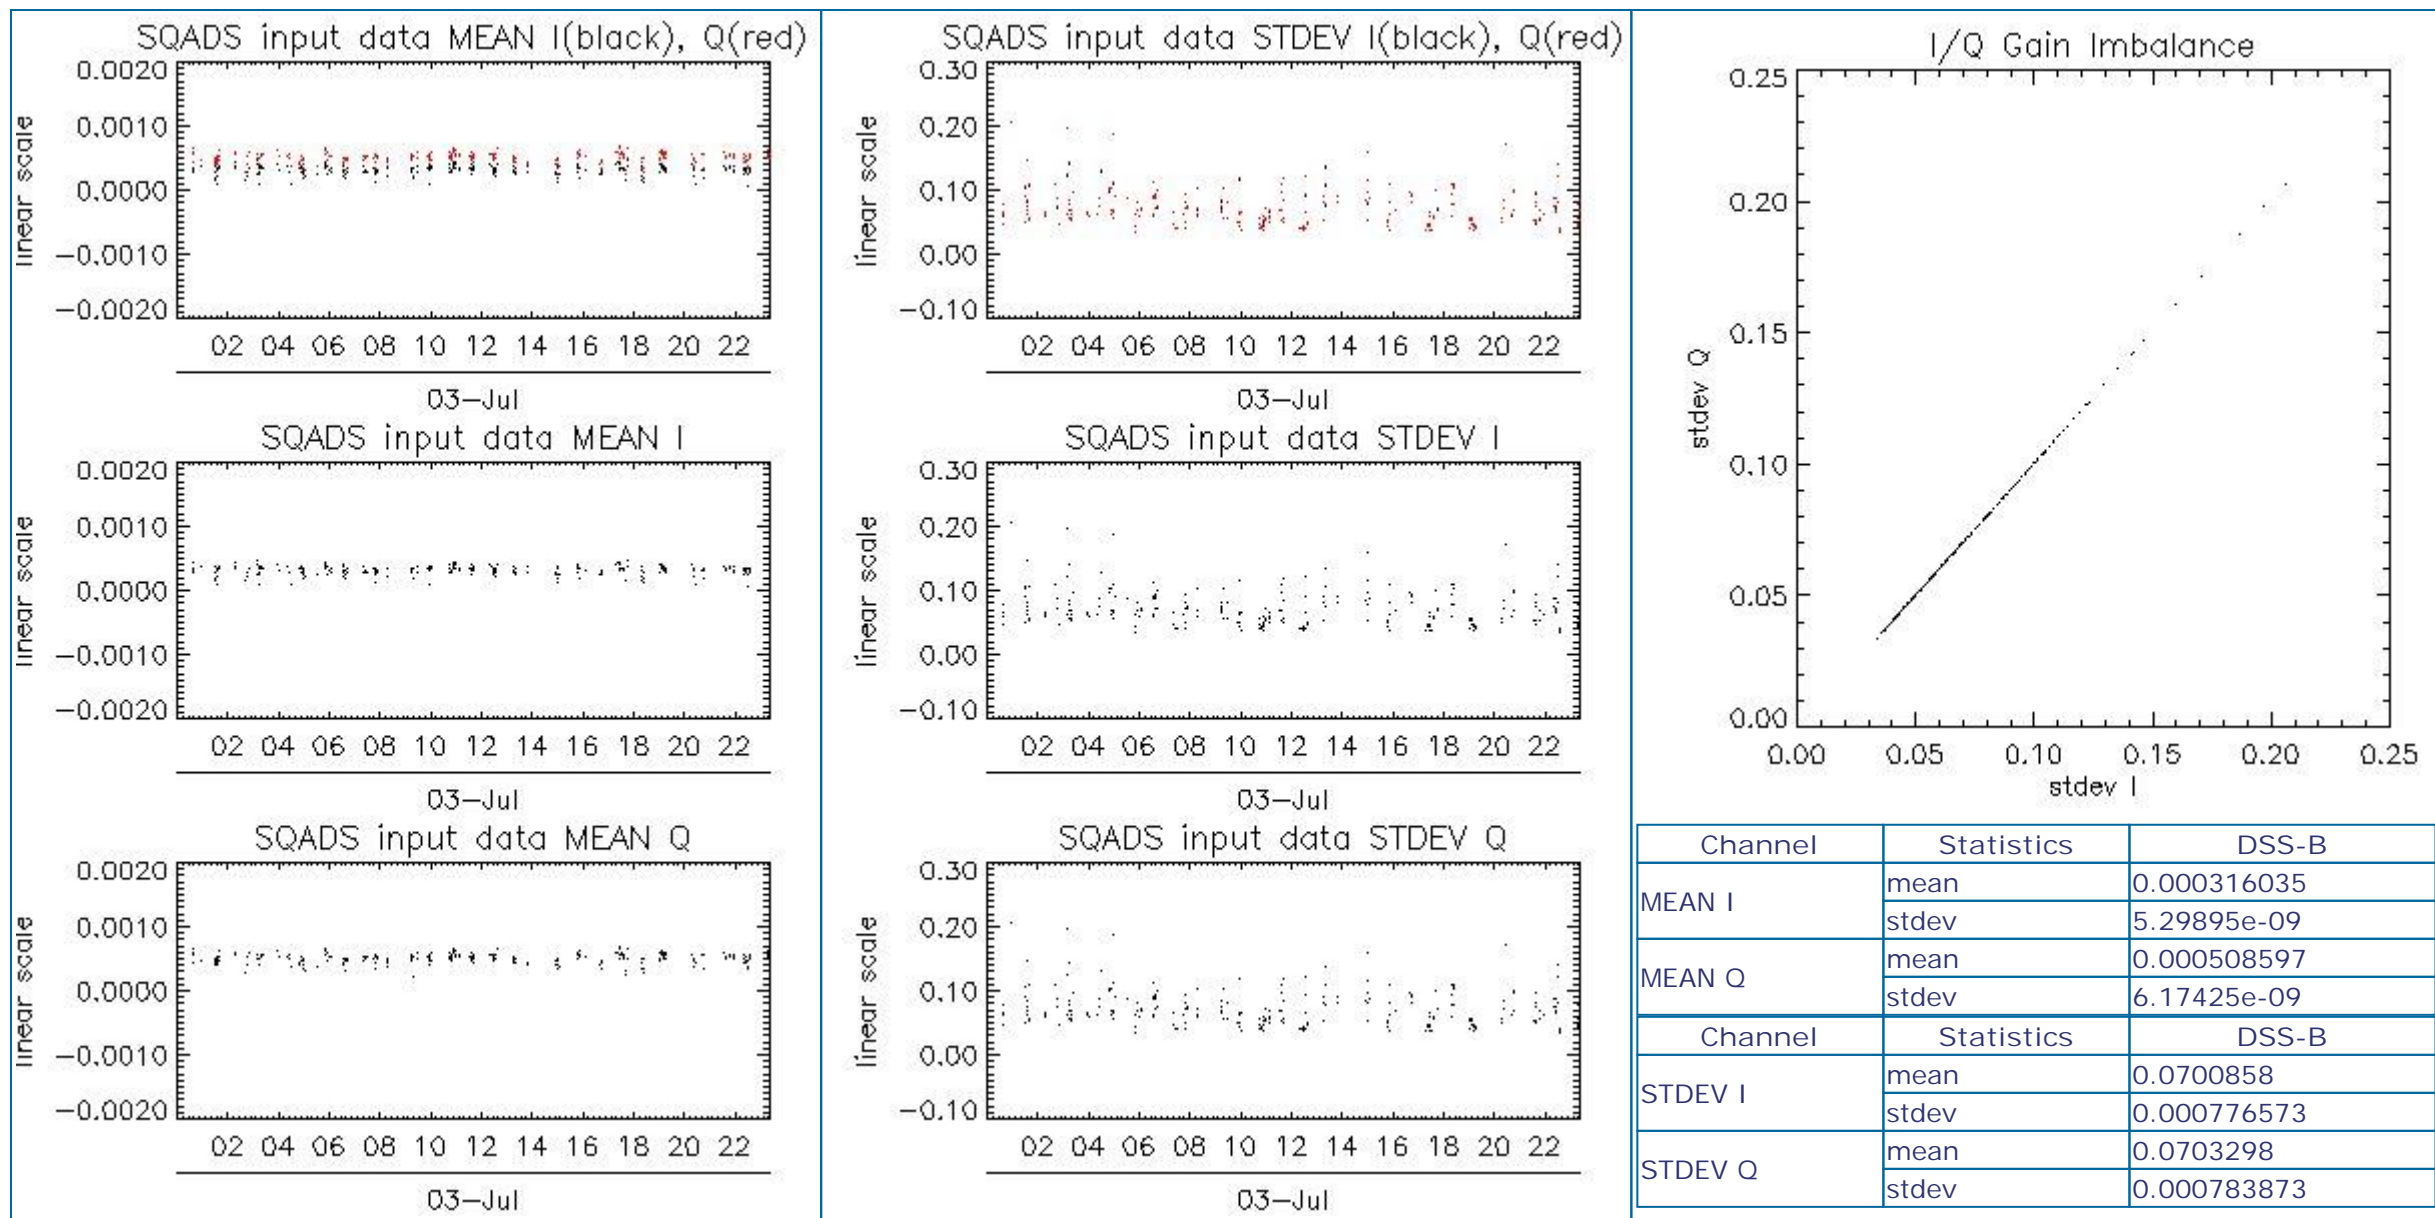 SQADS input data MEAN I(black), Q(red)
0.0020
0.0010
0.0000
−0.0010
−0.0020
linear scale
02 04 06 08 10 12 14 16 18 20 22
03−Jul
SQADS input data MEAN I
0.0020
0.0010
0.0000
−0.0010
−0.0020
linear scale
02 04 06 08 10 12 14 16 18 20 22
03−Jul
SQADS input data MEAN Q
0.0020
0.0010
0.0000
−0.0010
−0.0020
linear scale
02 04 06 08 10 12 14 16 18 20 22
03−Jul
SQADS input data STDEV I(black), Q(red)
0.30
0.20
0.10
0.00
−0.10
linear scale
02 04 06 08 10 12 14 16 18 20 22
03−Jul
SQADS input data STDEV I
0.30
0.20
0.10
0.00
−0.10
linear scale
02 04 06 08 10 12 14 16 18 20 22
03−Jul
SQADS input data STDEV Q
0.30
0.20
0.10
0.00
−0.10
linear scale
02 04 06 08 10 12 14 16 18 20 22
03−Jul
I/Q Gain Imbalance
0.25
0.20
0.15
0.10
0.05
0.00
stdev Q
0.00 0.05 0.10 0.15 0.20 0.25
stdev I
Channel Statistics DSS-B
MEAN I mean 0.000316035
stdev 5.29895e-09
MEAN Q mean 0.000508597
stdev 6.17425e-09
Channel Statistics DSS-B
STDEV I mean 0.0700858
stdev 0.000776573
STDEV Q mean 0.0703298
stdev 0.000783873